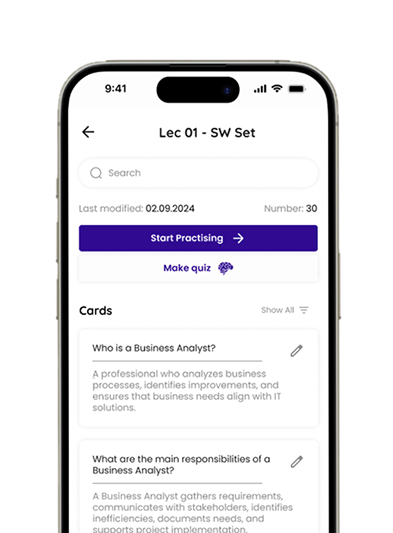 9:41
Lec 01 - SW Set
Search
Last modified: 02.09.2024 Number: 30
Start Practising
Make quiz
Cards Show All
Who is a Business Analyst?
A professional who analyzes business
processes, identifies improvements, and
ensures that business needs align with IT
solutions.
What are the main responsibilities of a
Business Analyst?
A Business Analyst gathers requirements,
communicates with stakeholders, identifies
inefficiencies, documents needs, and
supports project implementation.